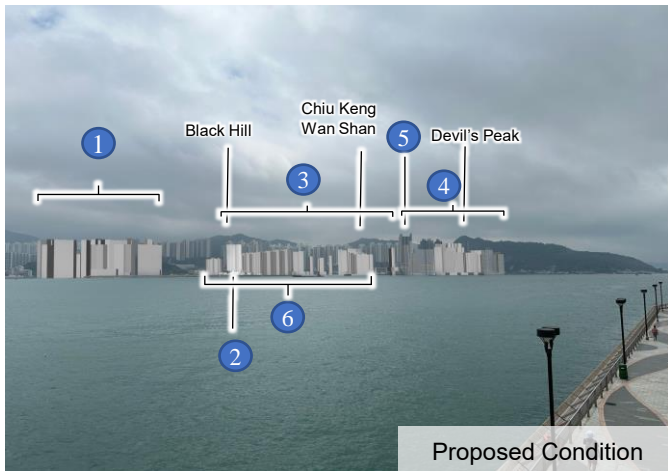 Chiu Keng
Wan Shan
Black Hill
Devil's Peak
1
5
3
4
6
2
Proposed Condition